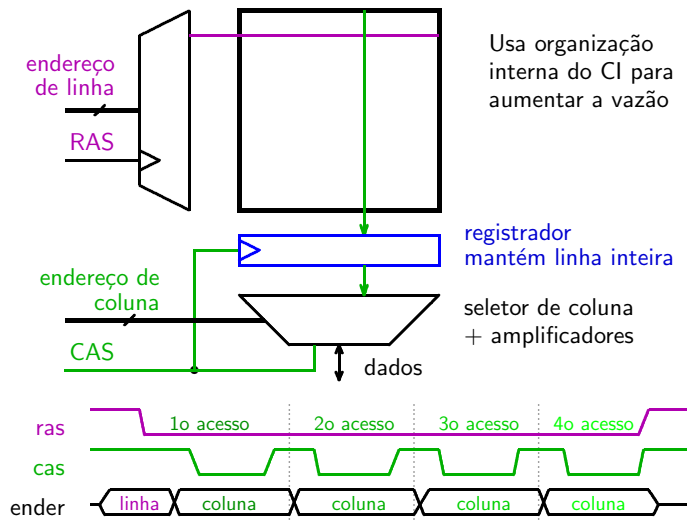 endereço
de linha
RAS
Usa organização
interna do CI para
aumentar a vazão
registrador
mantém linha inteira
endereço de
coluna
CAS
seletor de coluna
+ amplificadores
dados
ras
1o acesso
2o acesso
3o acesso
4o acesso
cas
ender
linha
coluna
coluna
coluna
coluna